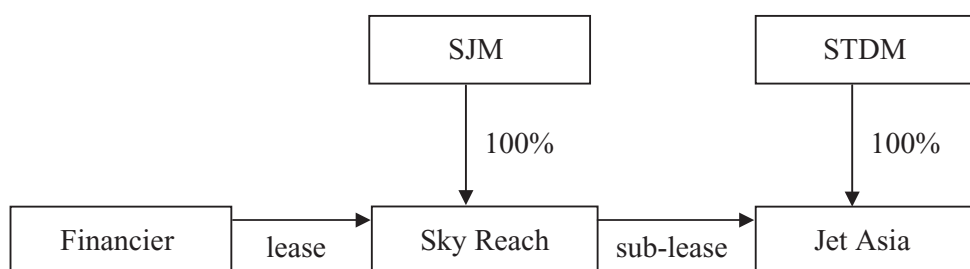 SJM
STDM
100%
100%
Financier
lease
Sky Reach
sub-lease
Jet Asia